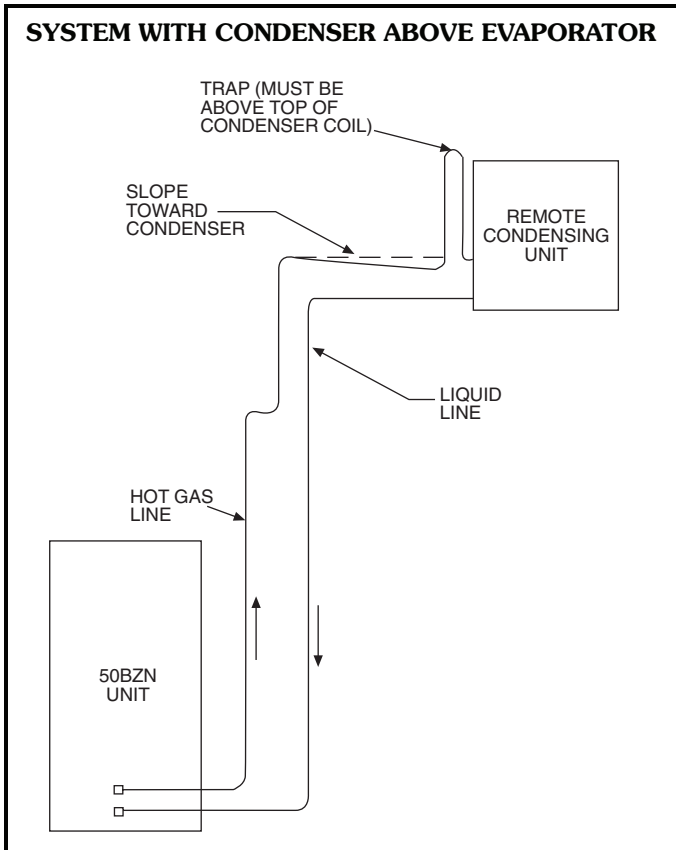 SYSTEM WITH CONDENSER ABOVE EVAPORATOR
TRAP (MUST BE
ABOVE TOP OF
CONDENSER COIL)
SLOPE
TOWARD
CONDENSER
REMOTE
CONDENSING
UNIT
LIQUID
LINE
HOT GAS
LINE
50BZN
UNIT